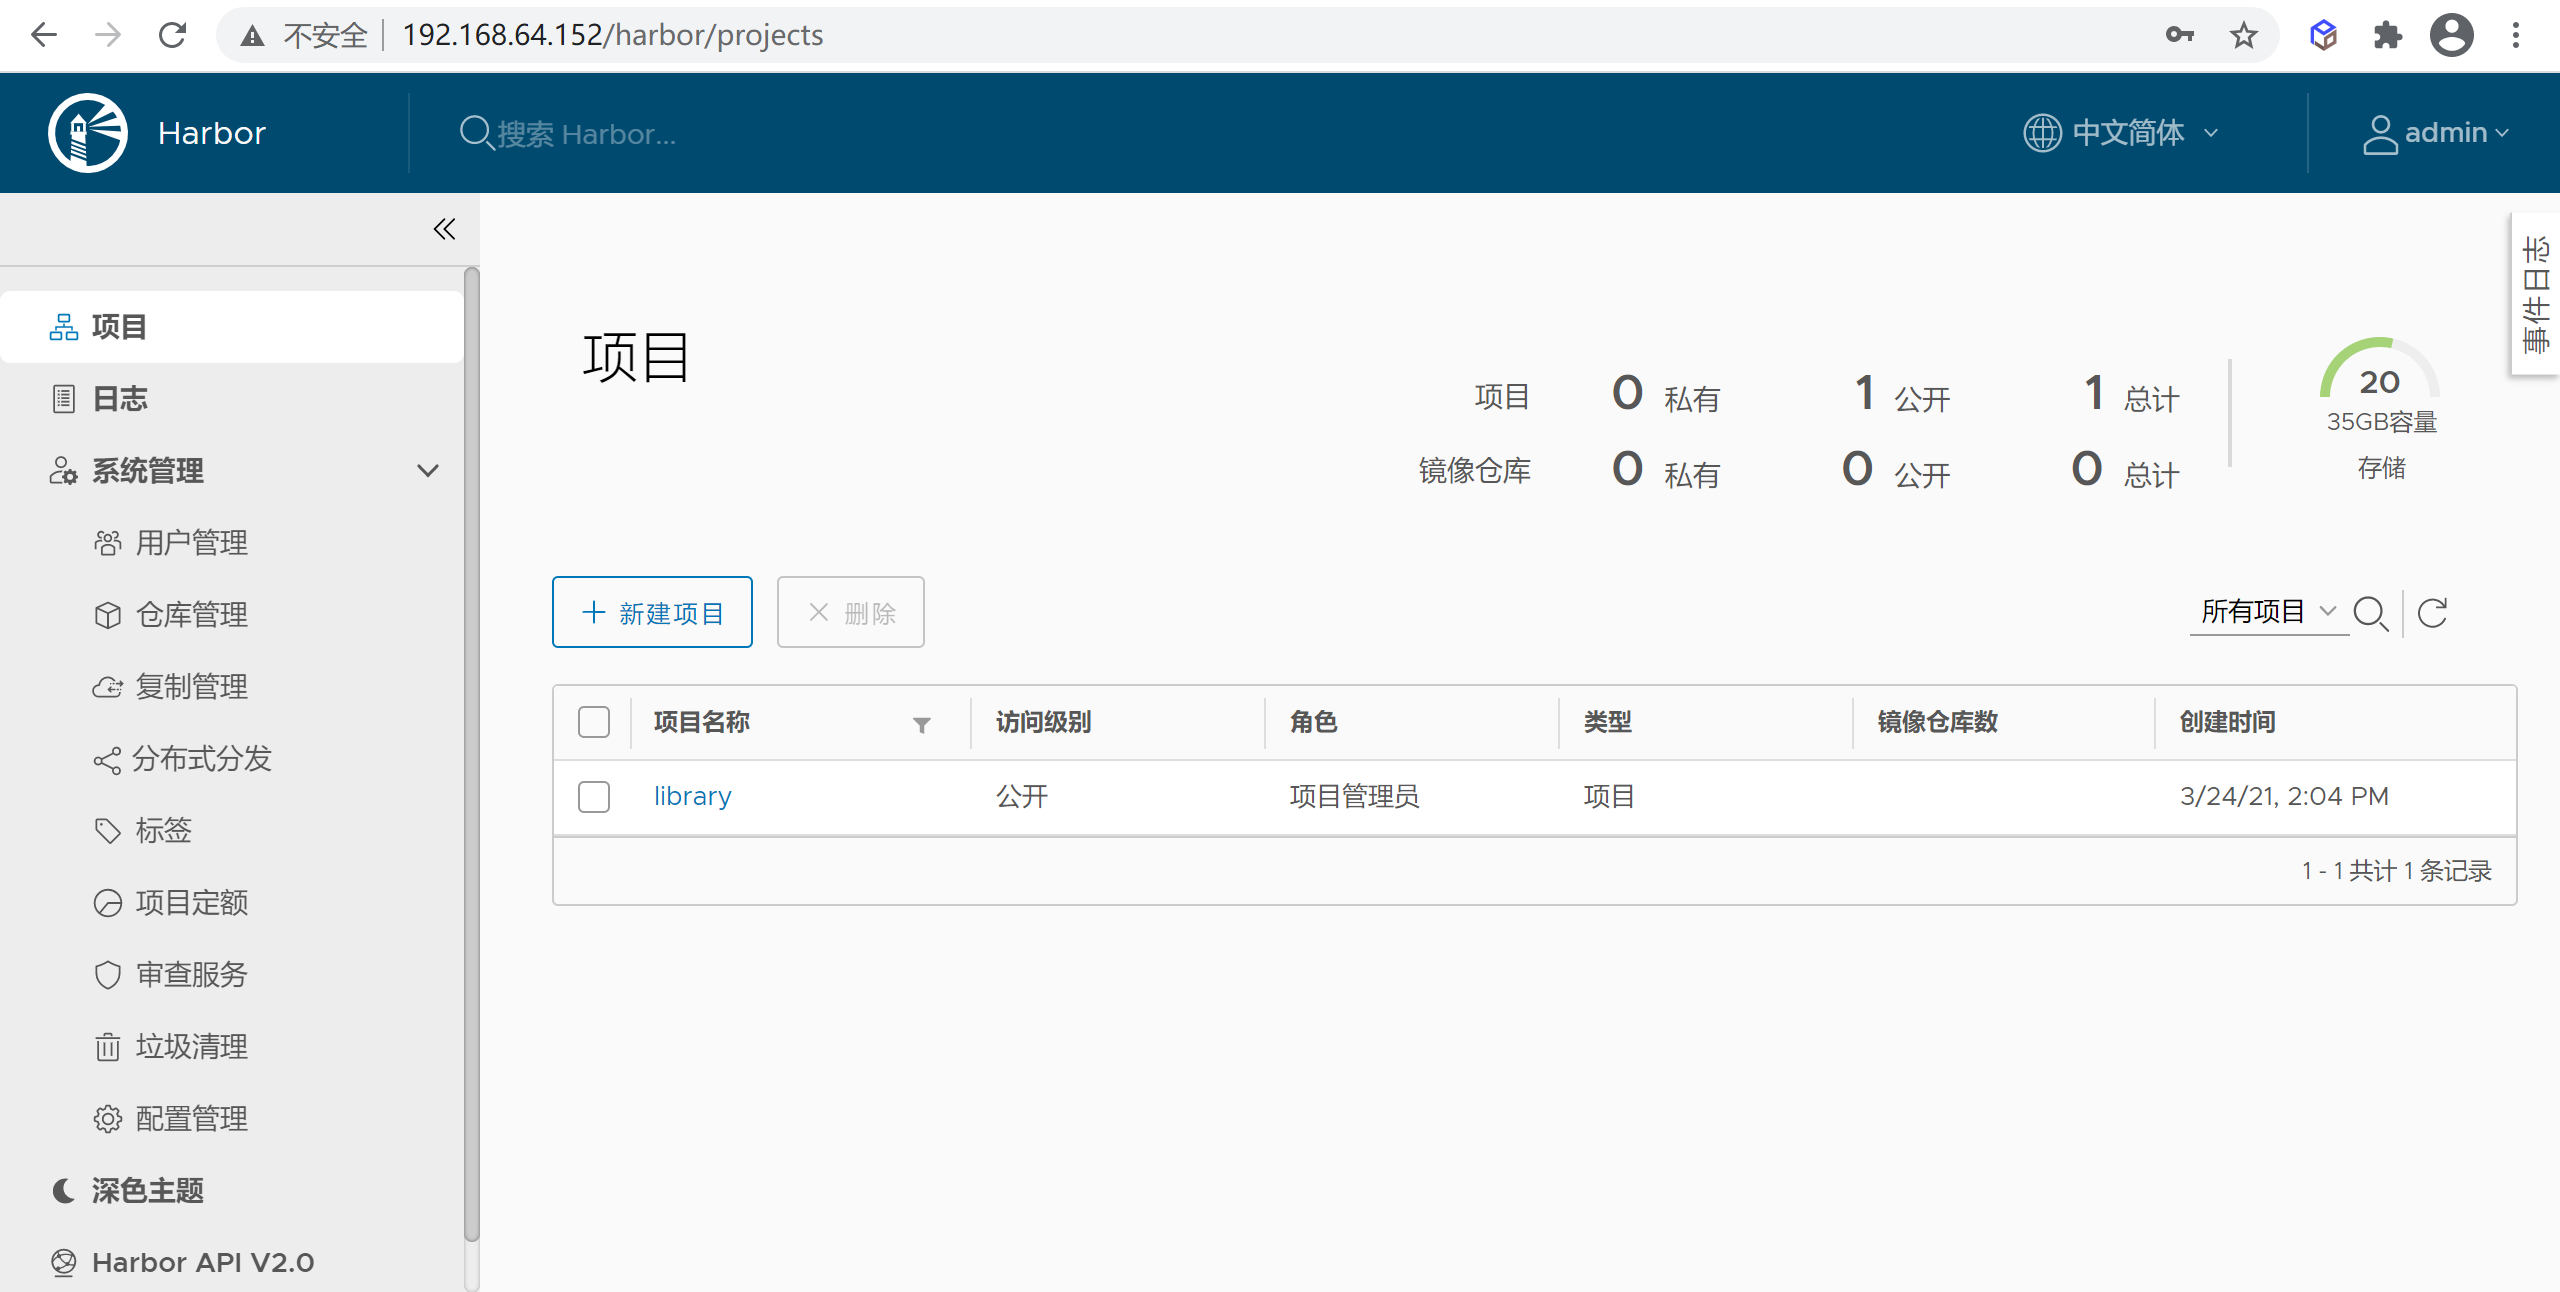 不安全 192.168.64.152/harbor/projects
Harbor 搜索 Harbor... 中文简体 admin
事件日志
项目
日志
系统管理
用户管理
仓库管理
复制管理
分布式分发
标签
项目定额
审查服务
垃圾清理
配置管理
深色主题
Harbor API V2.0
项目
项目 0 私有 1 公开 1 总计
镜像仓库 0 私有 0 公开 0 总计
20
35GB容量
存储
新建项目 删除 所有项目
项目名称 访问级别 角色 类型 镜像仓库数 创建时间
library 公开 项目管理员 项目 3/24/21, 2:04 PM
1 - 1 共计 1 条记录